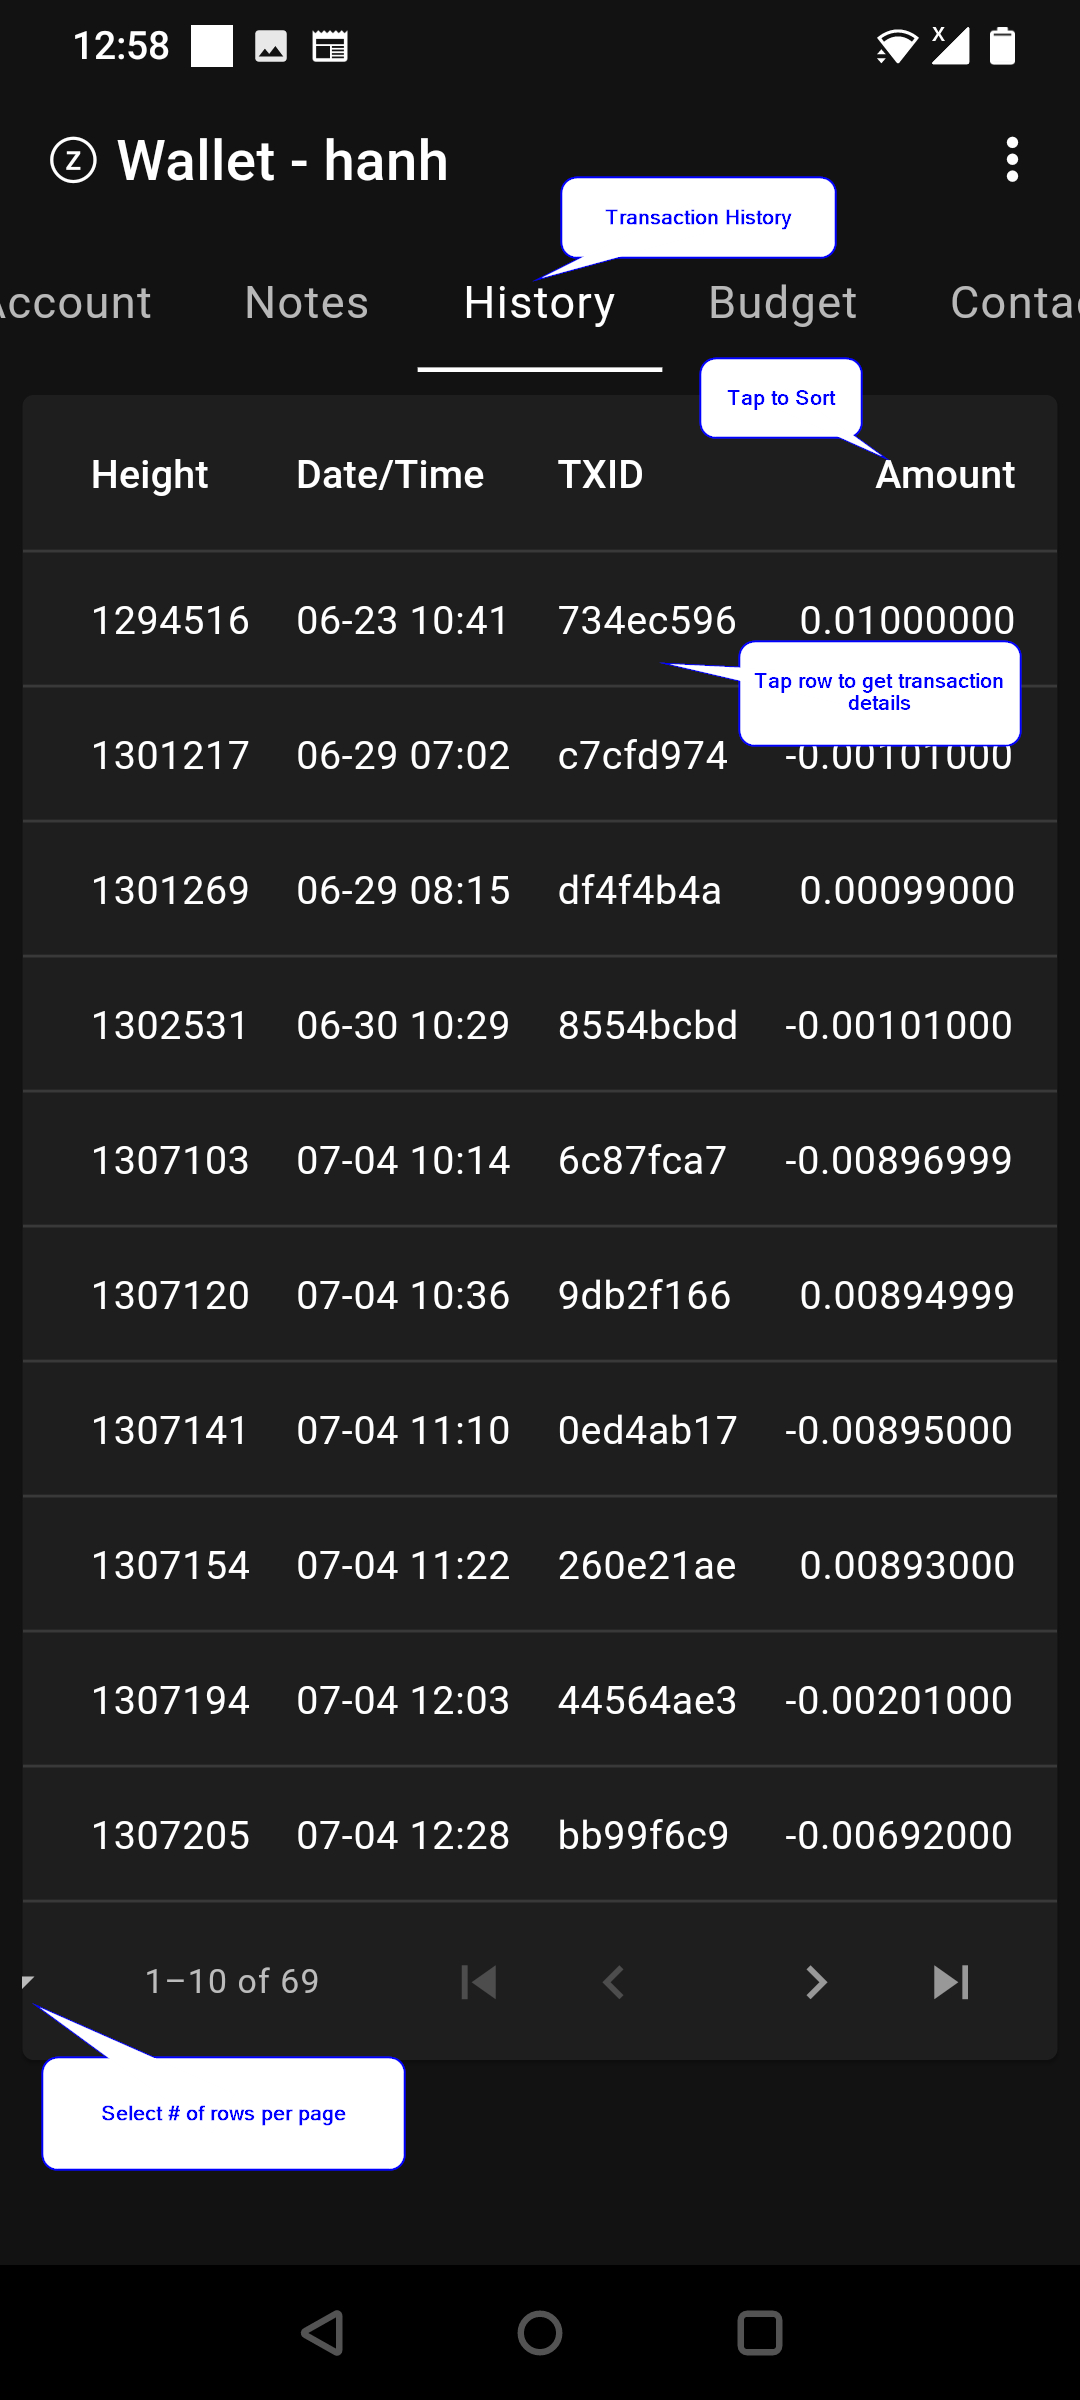 12:58
X
Z Wallet - hanh
Transaction History
Account Notes History Budget Contac
Tap to Sort
Height Date/Time TXID Amount
1294516 06-23 10:41 734ec596 0.01000000
Tap row to get transaction
details
1301217 06-29 07:02 c7cfd974 -0.00101000
1301269 06-29 08:15 df4f4b4a 0.00099000
1302531 06-30 10:29 8554bcbd -0.00101000
1307103 07-04 10:14 6c87fca7 -0.00896999
1307120 07-04 10:36 9db2f166 0.00894999
1307141 07-04 11:10 0ed4ab17 -0.00895000
1307154 07-04 11:22 260e21ae 0.00893000
1307194 07-04 12:03 44564ae3 -0.00201000
1307205 07-04 12:28 bb99f6c9 -0.00692000
1–10 of 69
Select # of rows per page